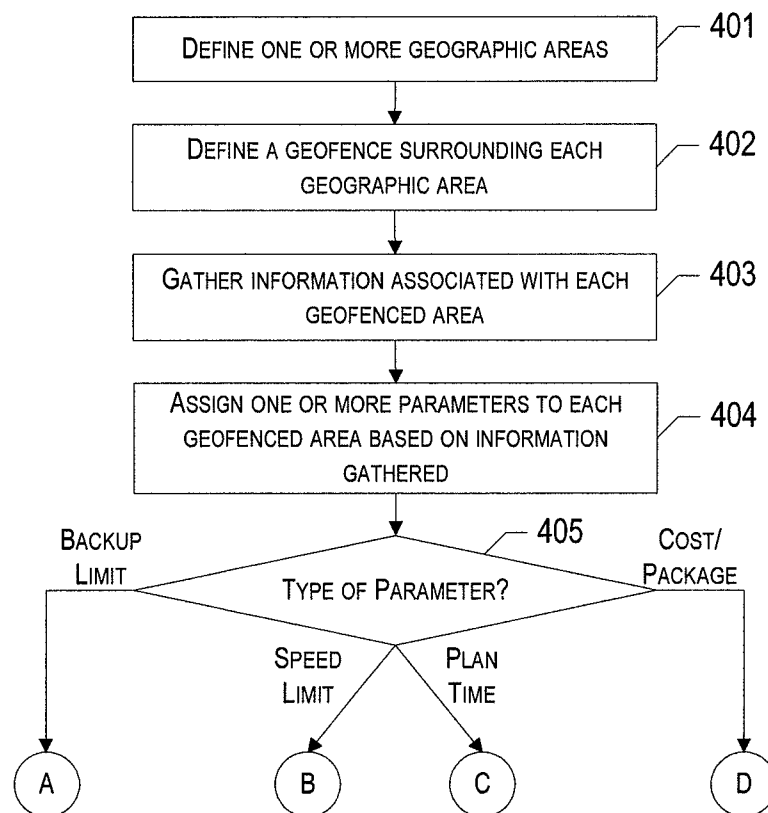 DEFINE ONE OR MORE GEOGRAPHIC AREAS
401
DEFINE A GEOFENCE SURROUNDING EACH
GEOGRAPHIC AREA
402
GATHER INFORMATION ASSOCIATED WITH EACH
GEOFENCED AREA
403
ASSIGN ONE OR MORE PARAMETERS TO EACH
GEOFENCED AREA BASED ON INFORMATION
GATHERED
404
405
BACKUP
LIMIT
TYPE OF PARAMETER?
COST/
PACKAGE
SPEED
LIMIT
PLAN
TIME
A
B
C
D